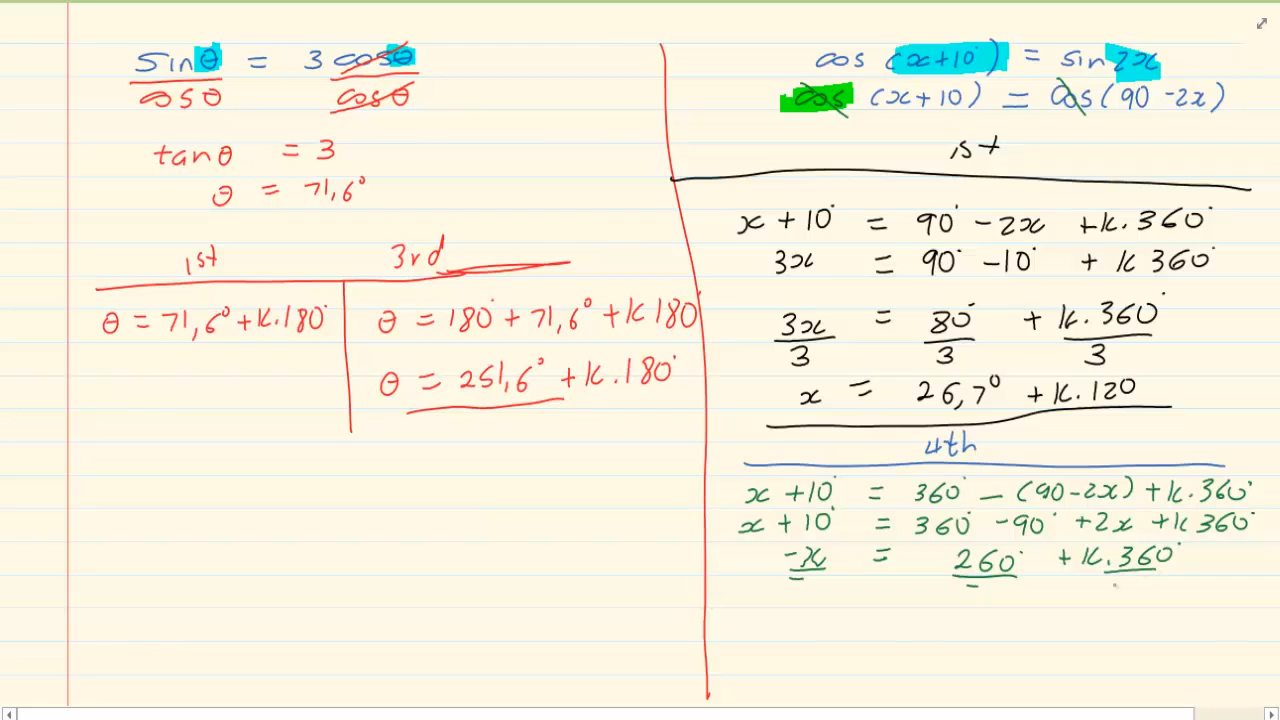 sinθ = 3 cosθ
cosθ cosθ
tanθ = 3
θ = 71,6°
1st 3rd
θ = 71,6° + K.180°
θ = 180° + 71,6° + K 180°
θ = 251,6° + K.180°
cos (x+10°) = sin 2x
cos (x+10) = cos(90 - 2x)
1st
x + 10° = 90° - 2x + K.360°
3x = 90° - 10° + K 360°
3x = 80° + K.360°
3 3 3
x = 26,7° + K.120
4th
x + 10° = 360° - (90 - 2x) + K.360°
x + 10° = 360° - 90° + 2x + K 360°
-x = 260° + K.360°
- -